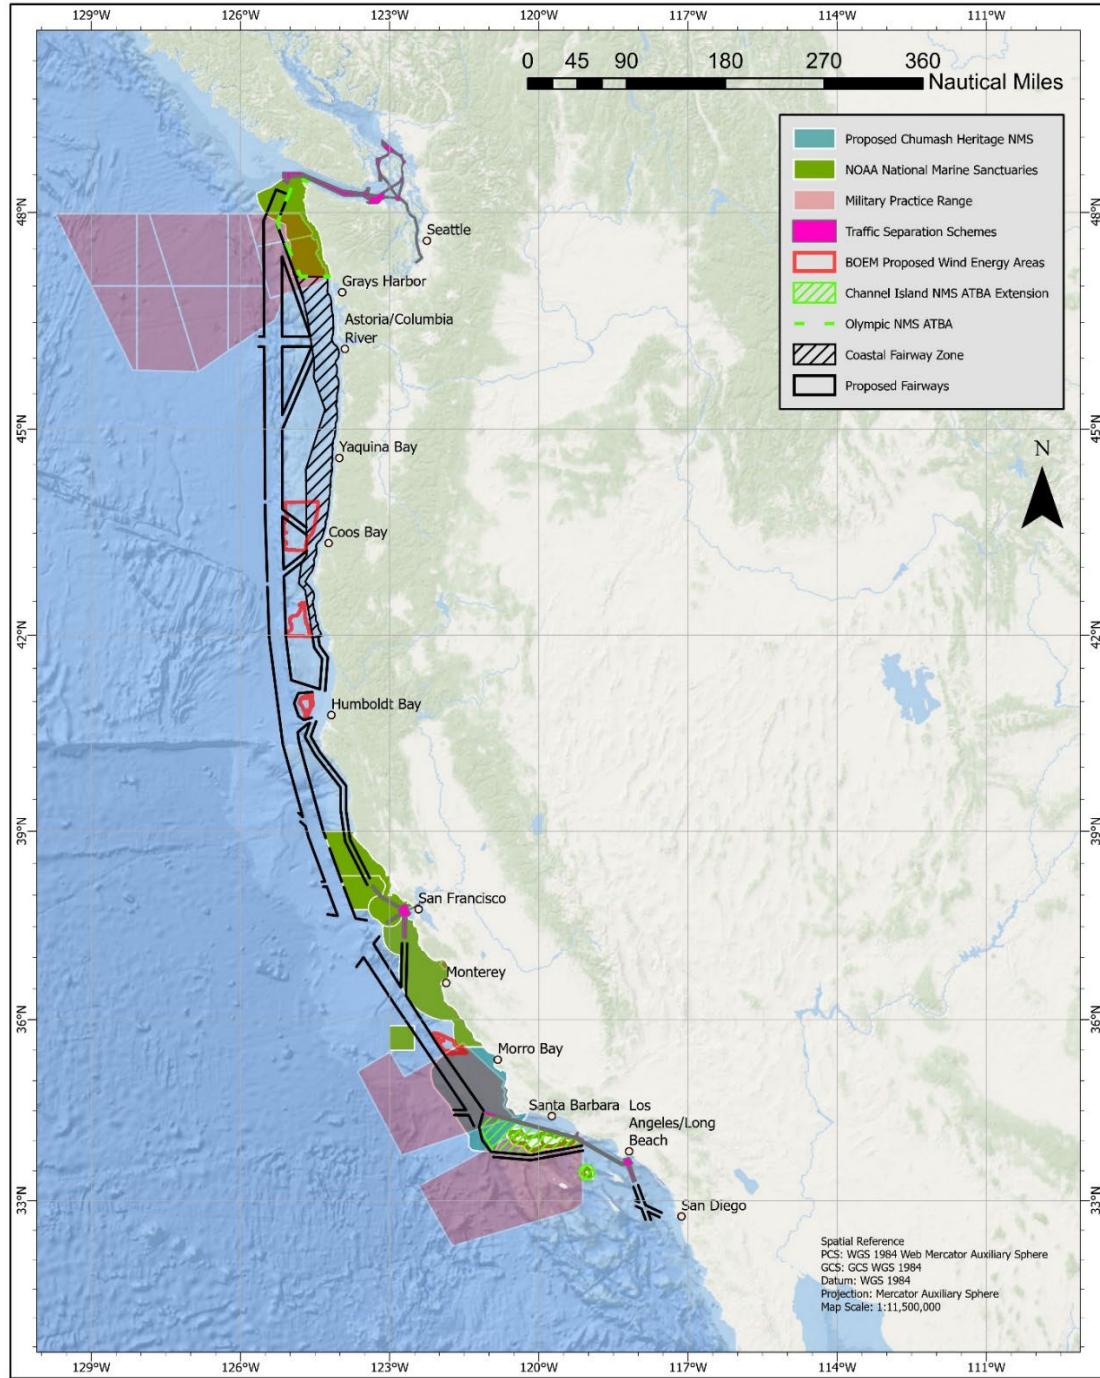 129°W 126°W 123°W 120°W 117°W 114°W 111°W
0 45 90 180 270 360
Nautical Miles
Proposed Chumash Heritage NMS
NOAA National Marine Sanctuaries
Military Practice Range
Traffic Separation Schemes
BOEM Proposed Wind Energy Areas
Channel Island NMS ATBA Extension
Olympic NMS ATBA
Coastal Fairway Zone
Proposed Fairways
48°N 48°N
Seattle
Grays Harbor
Astoria/Columbia
River
45°N 45°N
N
Yaquina Bay
Coos Bay
42°N 42°N
Humboldt Bay
39°N 39°N
San Francisco
Monterey
36°N 36°N
Morro Bay
Santa Barbara
Los
Angeles/Long
Beach
33°N 33°N
San Diego
Spatial Reference
PCS: WGS 1984 Web Mercator Auxiliary Sphere
GCS: GCS WGS 1984
Datum: WGS 1984
Projection: Mercator Auxiliary Sphere
Map Scale: 1:11,500,000
129°W 126°W 123°W 120°W 117°W 114°W 111°W